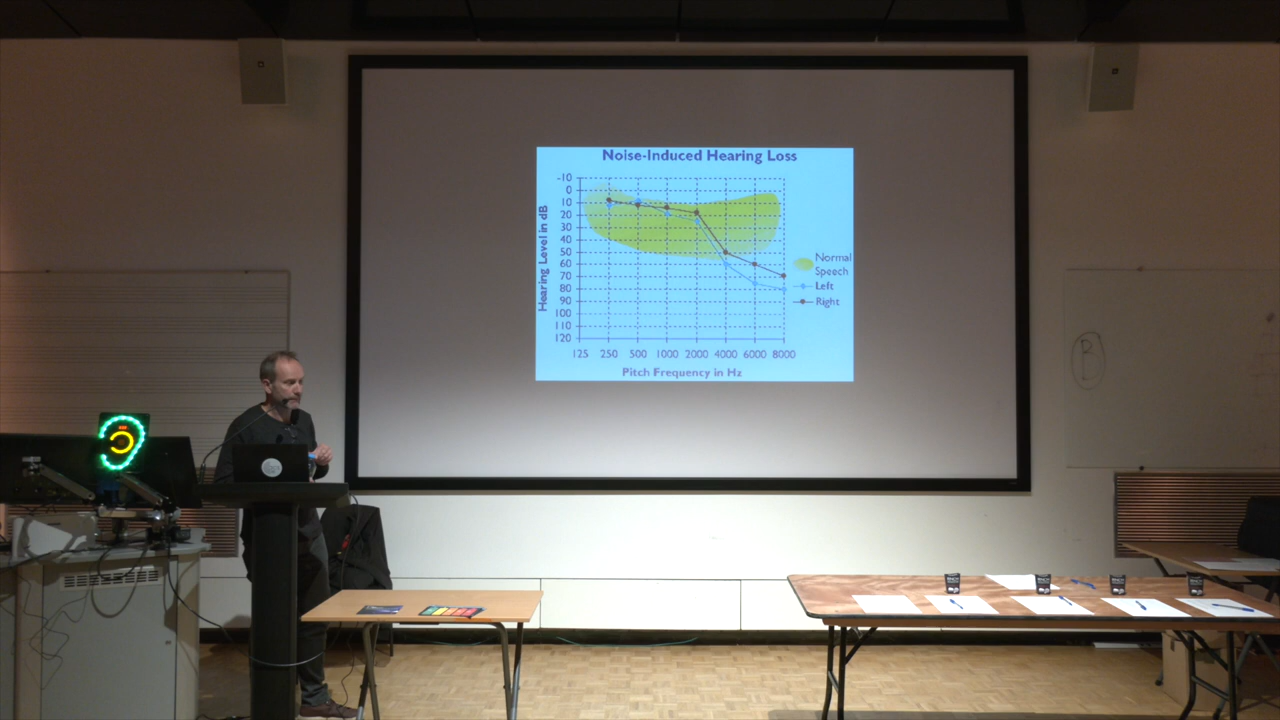 Noise-Induced Hearing Loss
Hearing Level in dB
-10
0
10
20
30
40
50
60
70
80
90
100
110
120
125 250 500 1000 2000 4000 6000 8000
Pitch Frequency in Hz
Normal
Speech
Left
Right
B